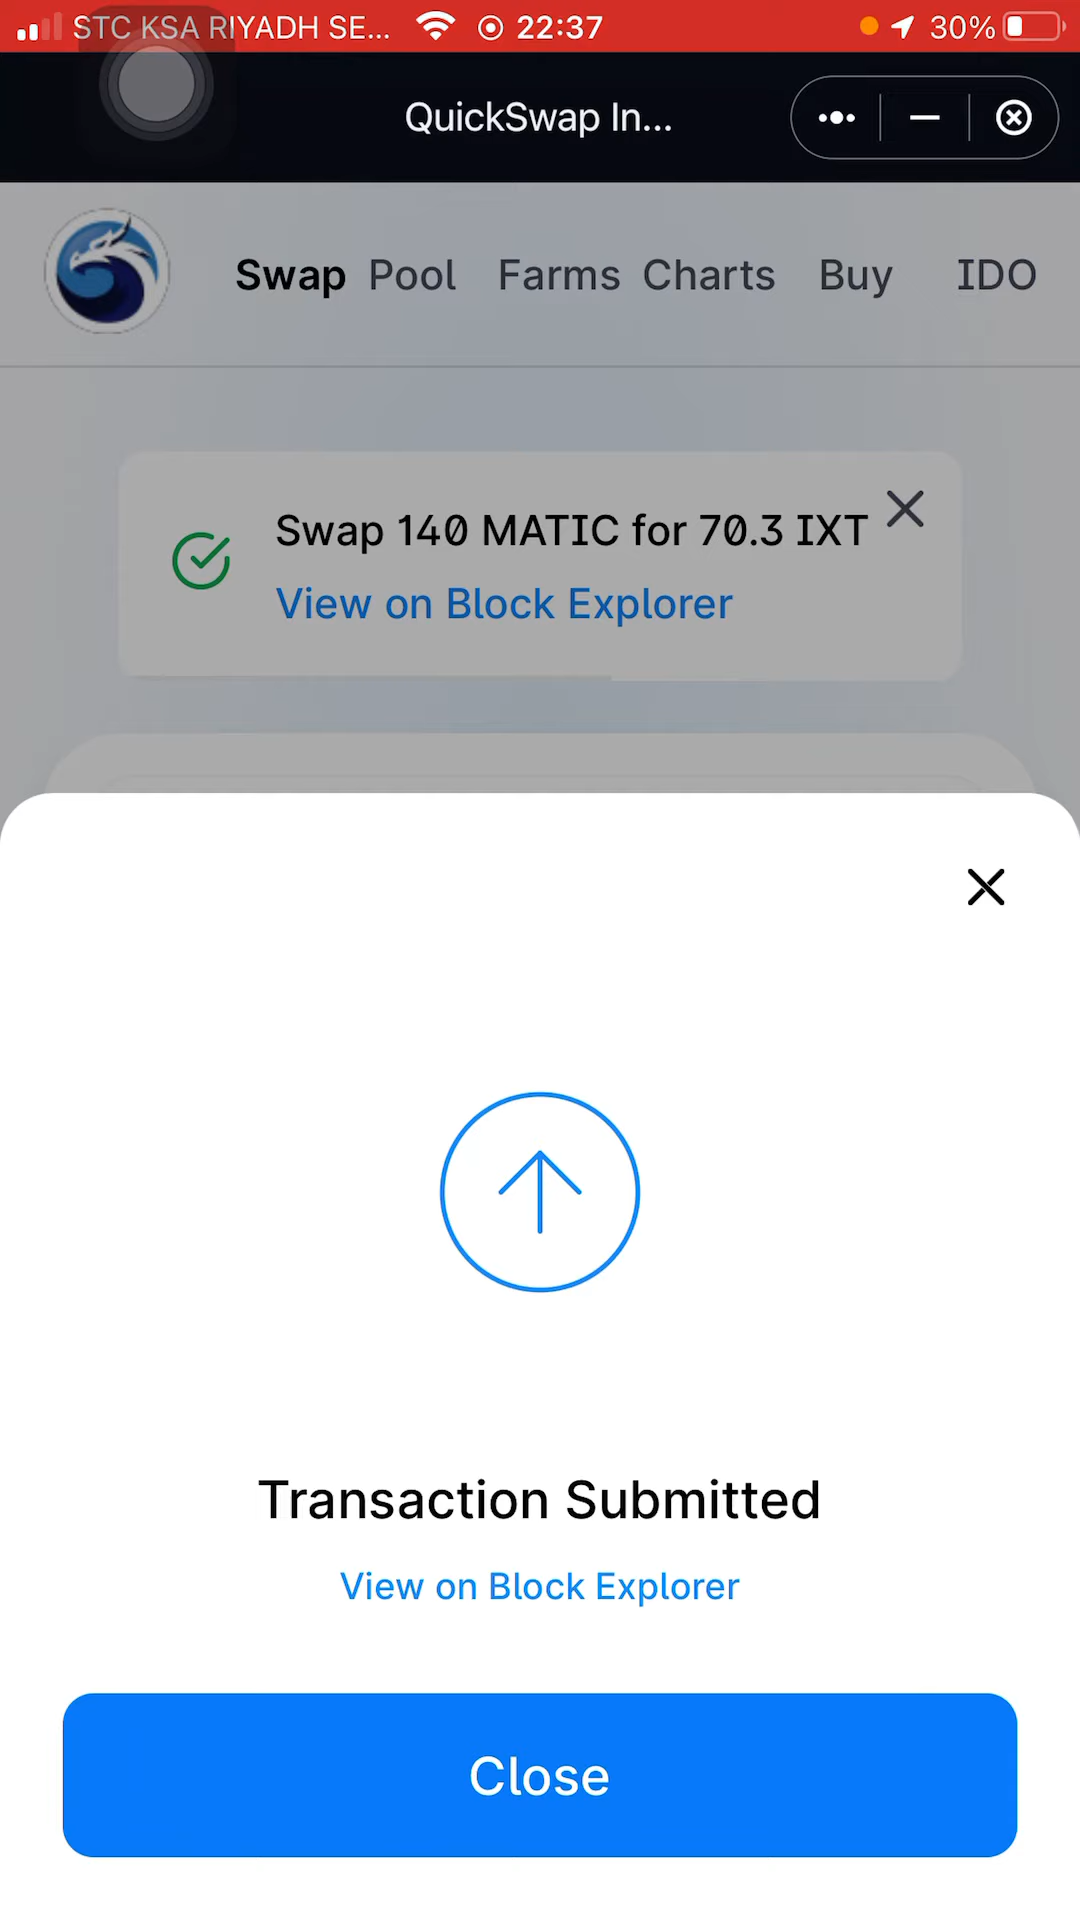 STC KSA RIYADH SE... 22:37 30%
QuickSwap In...
Swap Pool Farms Charts Buy IDO
Swap 140 MATIC for 70.3 IXT
View on Block Explorer
Transaction Submitted
View on Block Explorer
Close